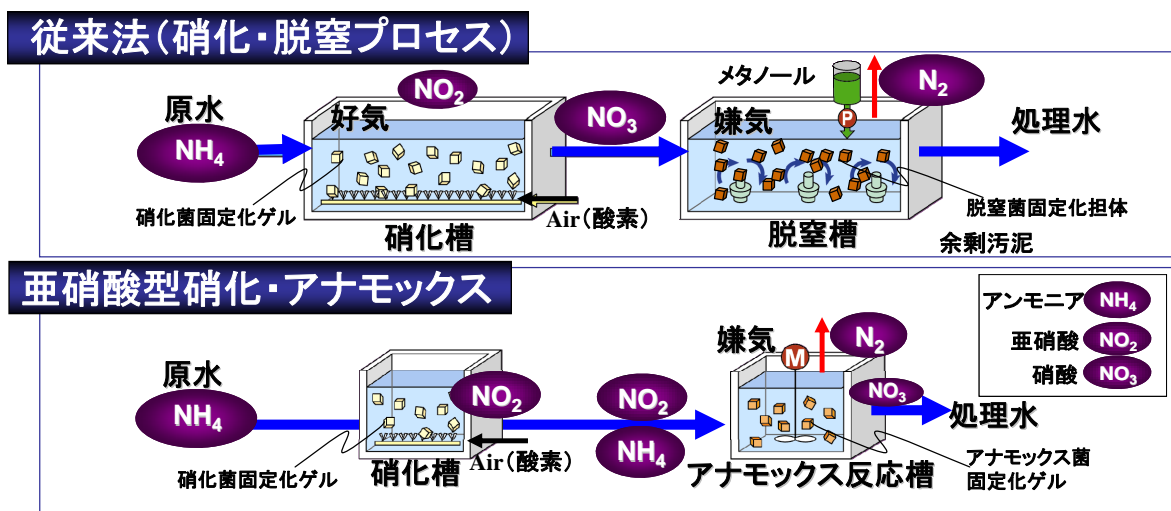 従来法(硝化・脱窒プロセス)
原水
NH4
NO2
好気
硝化菌固定化ゲル
Air(酸素)
硝化槽
NO3
メタノール
P
N2
嫌気
処理水
脱窒菌固定化担体
脱窒槽
余剰汚泥
亜硝酸型硝化・アナモックス
アンモニア NH4
亜硝酸 NO2
硝酸 NO3
原水
NH4
NO2
硝化菌固定化ゲル
Air(酸素)
硝化槽
NO2
NH4
嫌気
M
N2
NO3
処理水
アナモックス反応槽
アナモックス菌
固定化ゲル